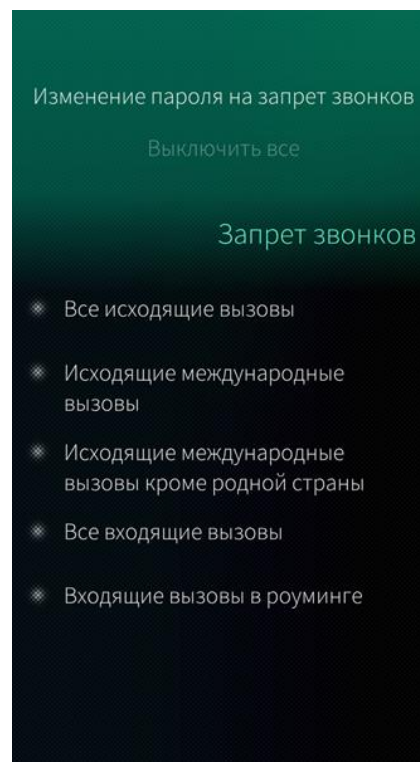 Изменение пароля на запрет звонков
Выключить все
Запрет звонков
Все исходящие вызовы
Исходящие международные
вызовы
Исходящие международные
вызовы кроме родной страны
Все входящие вызовы
Входящие вызовы в роуминге